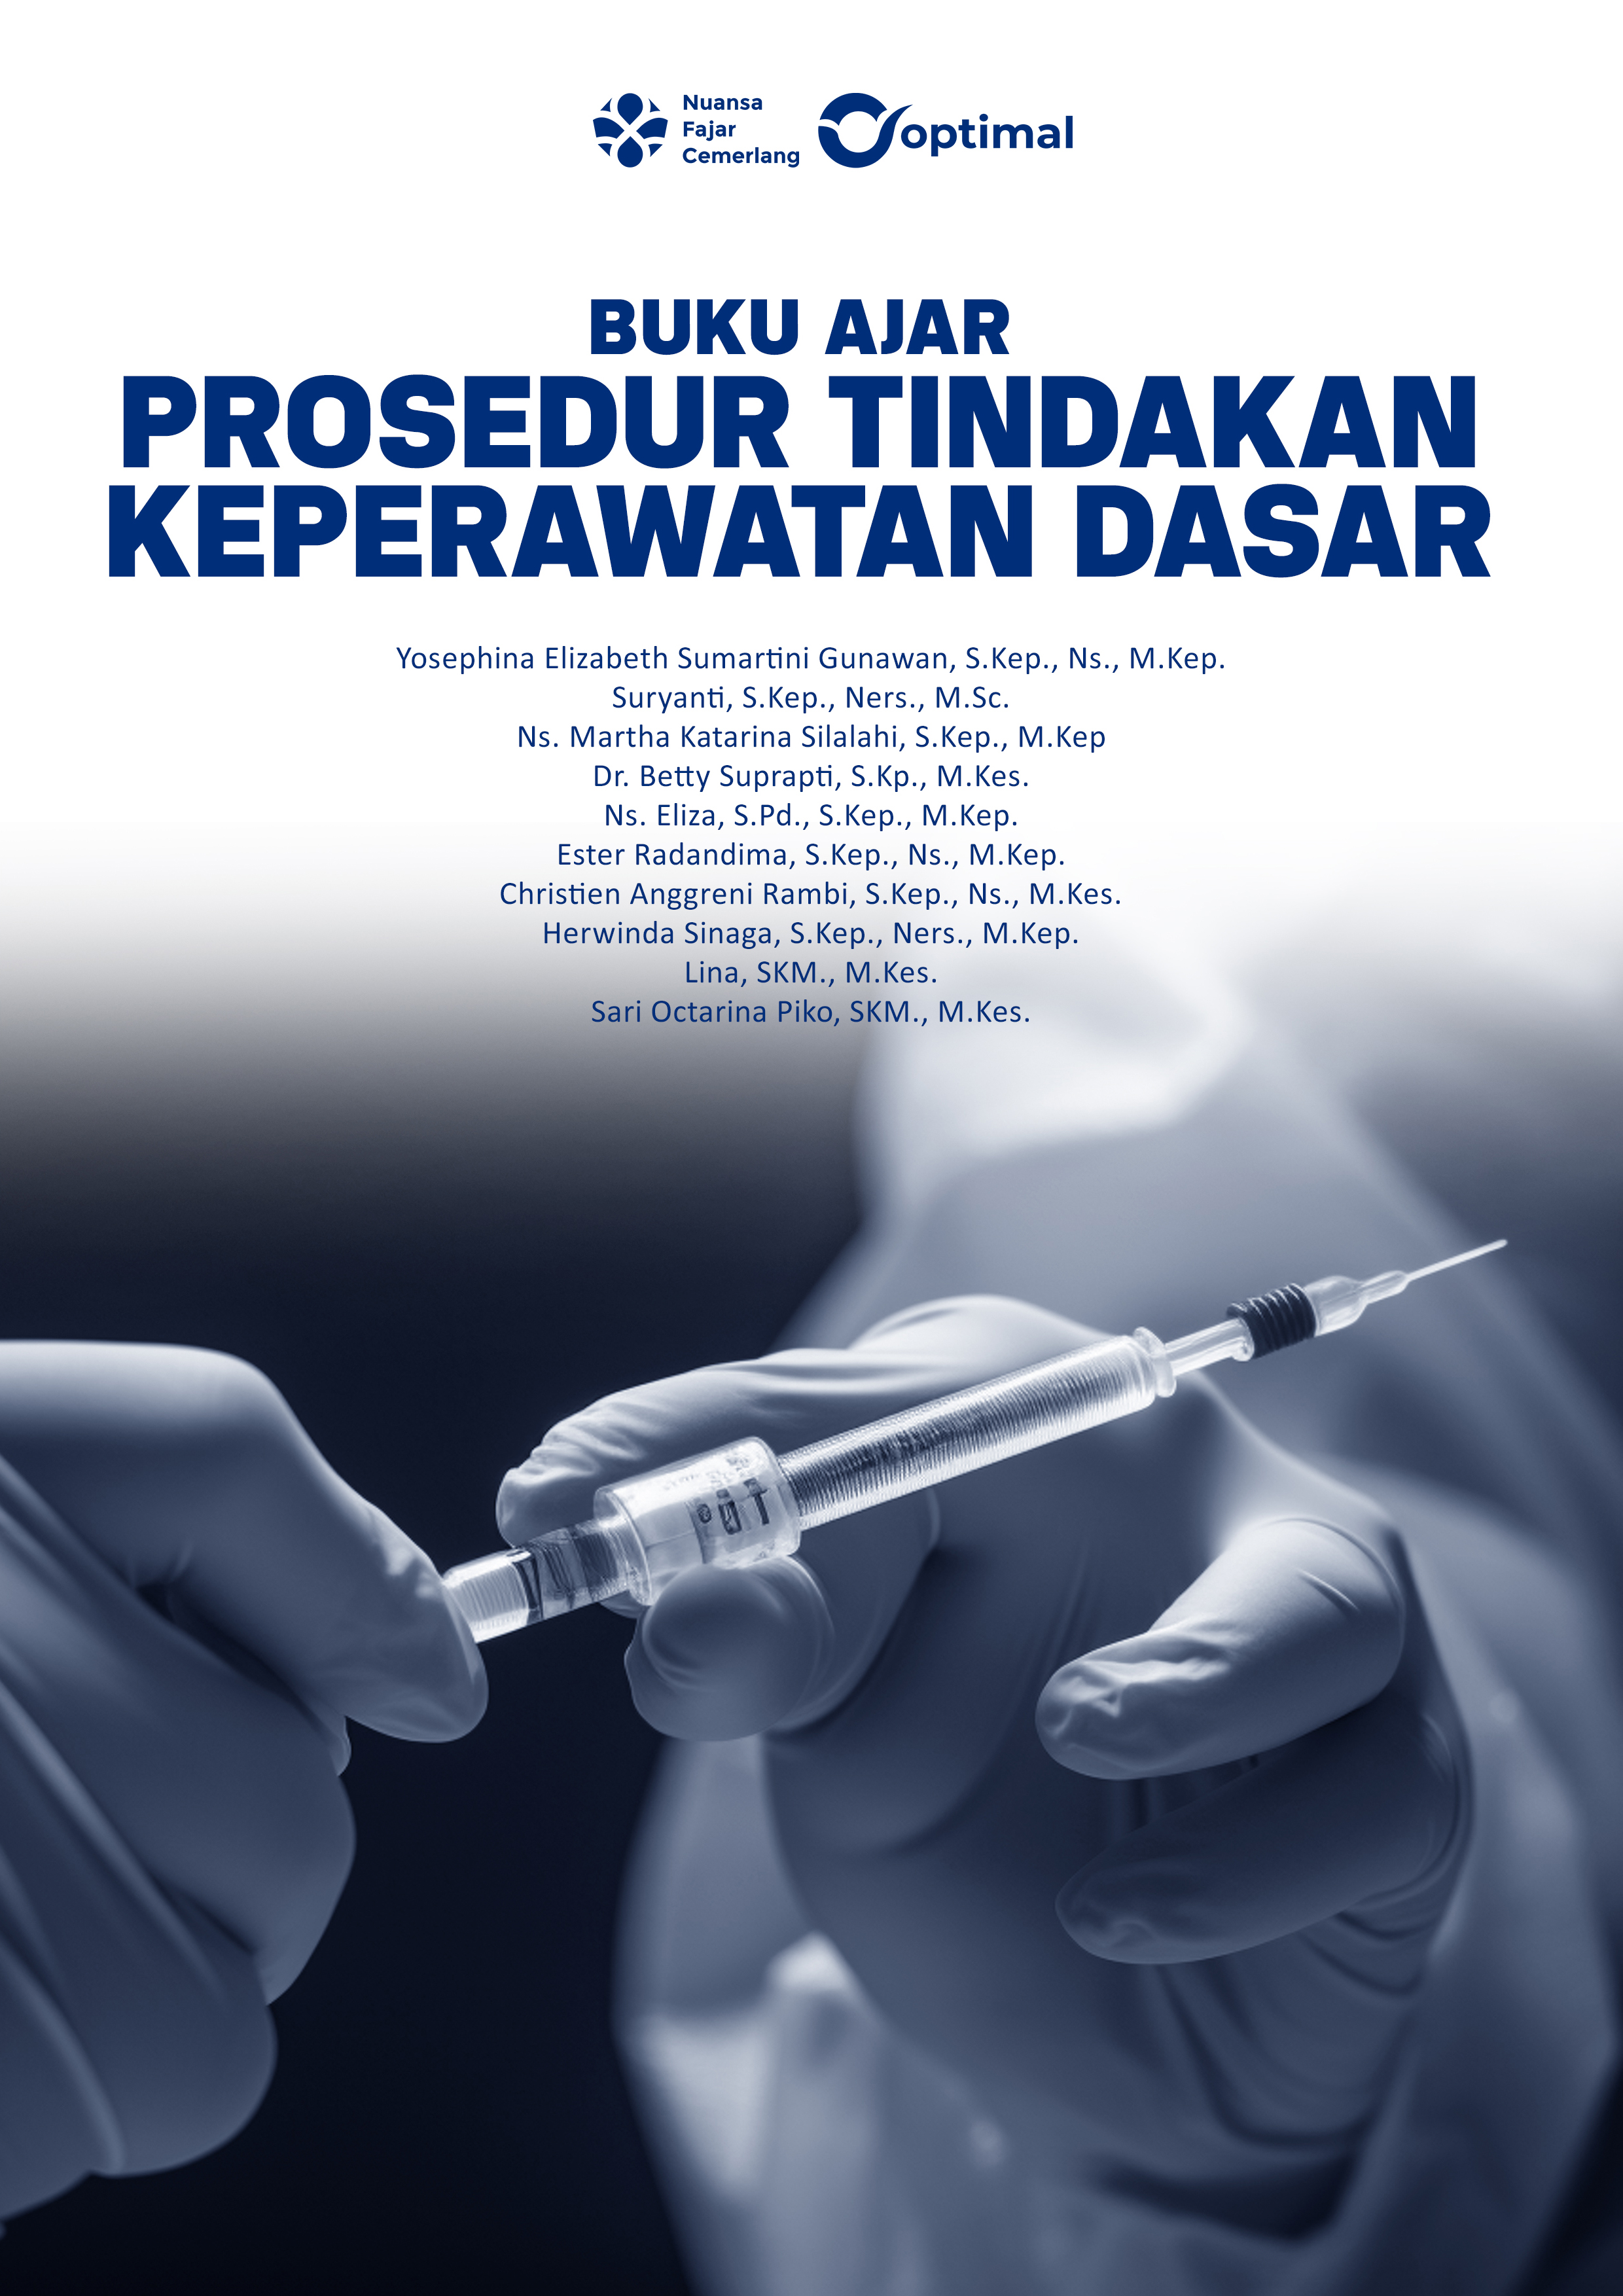 Nuansa
Fajar
Cemerlang
optimal
BUKU AJAR
PROSEDUR TINDAKAN
KEPERAWATAN DASAR
Yosephina Elizabeth Sumartini Gunawan, S.Kep., Ns., M.Kep.
Suryanti, S.Kep., Ners., M.Sc.
Ns. Martha Katarina Silalahi, S.Kep., M.Kep
Dr. Betty Suprapti, S.Kp., M.Kes.
Ns. Eliza, S.Pd., S.Kep., M.Kep.
Ester Radandima, S.Kep., Ns., M.Kep.
Christien Anggreni Rambi, S.Kep., Ns., M.Kes.
Herwinda Sinaga, S.Kep., Ners., M.Kep.
Lina, SKM., M.Kes.
Sari Octarina Piko, SKM., M.Kes.